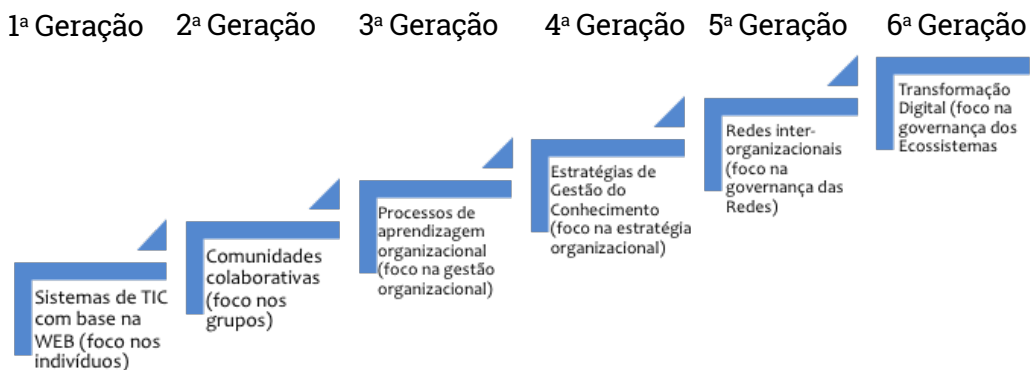 1ª Geração
2ª Geração
3ª Geração
4ª Geração
5ª Geração
6ª Geração
Sistemas de TIC
com base na
WEB (foco nos
indivíduos)
Comunidades
colaborativas
(foco nos
grupos)
Processos de
aprendizagem
organizacional
(foco na gestão
organizacional)
Estratégias de
Gestão do
Conhecimento
(foco na estratégia
organizacional)
Redes inter-
organizacionais
(foco na
governança das
Redes)
Transformação
Digital (foco na
governança dos
Ecossistemas